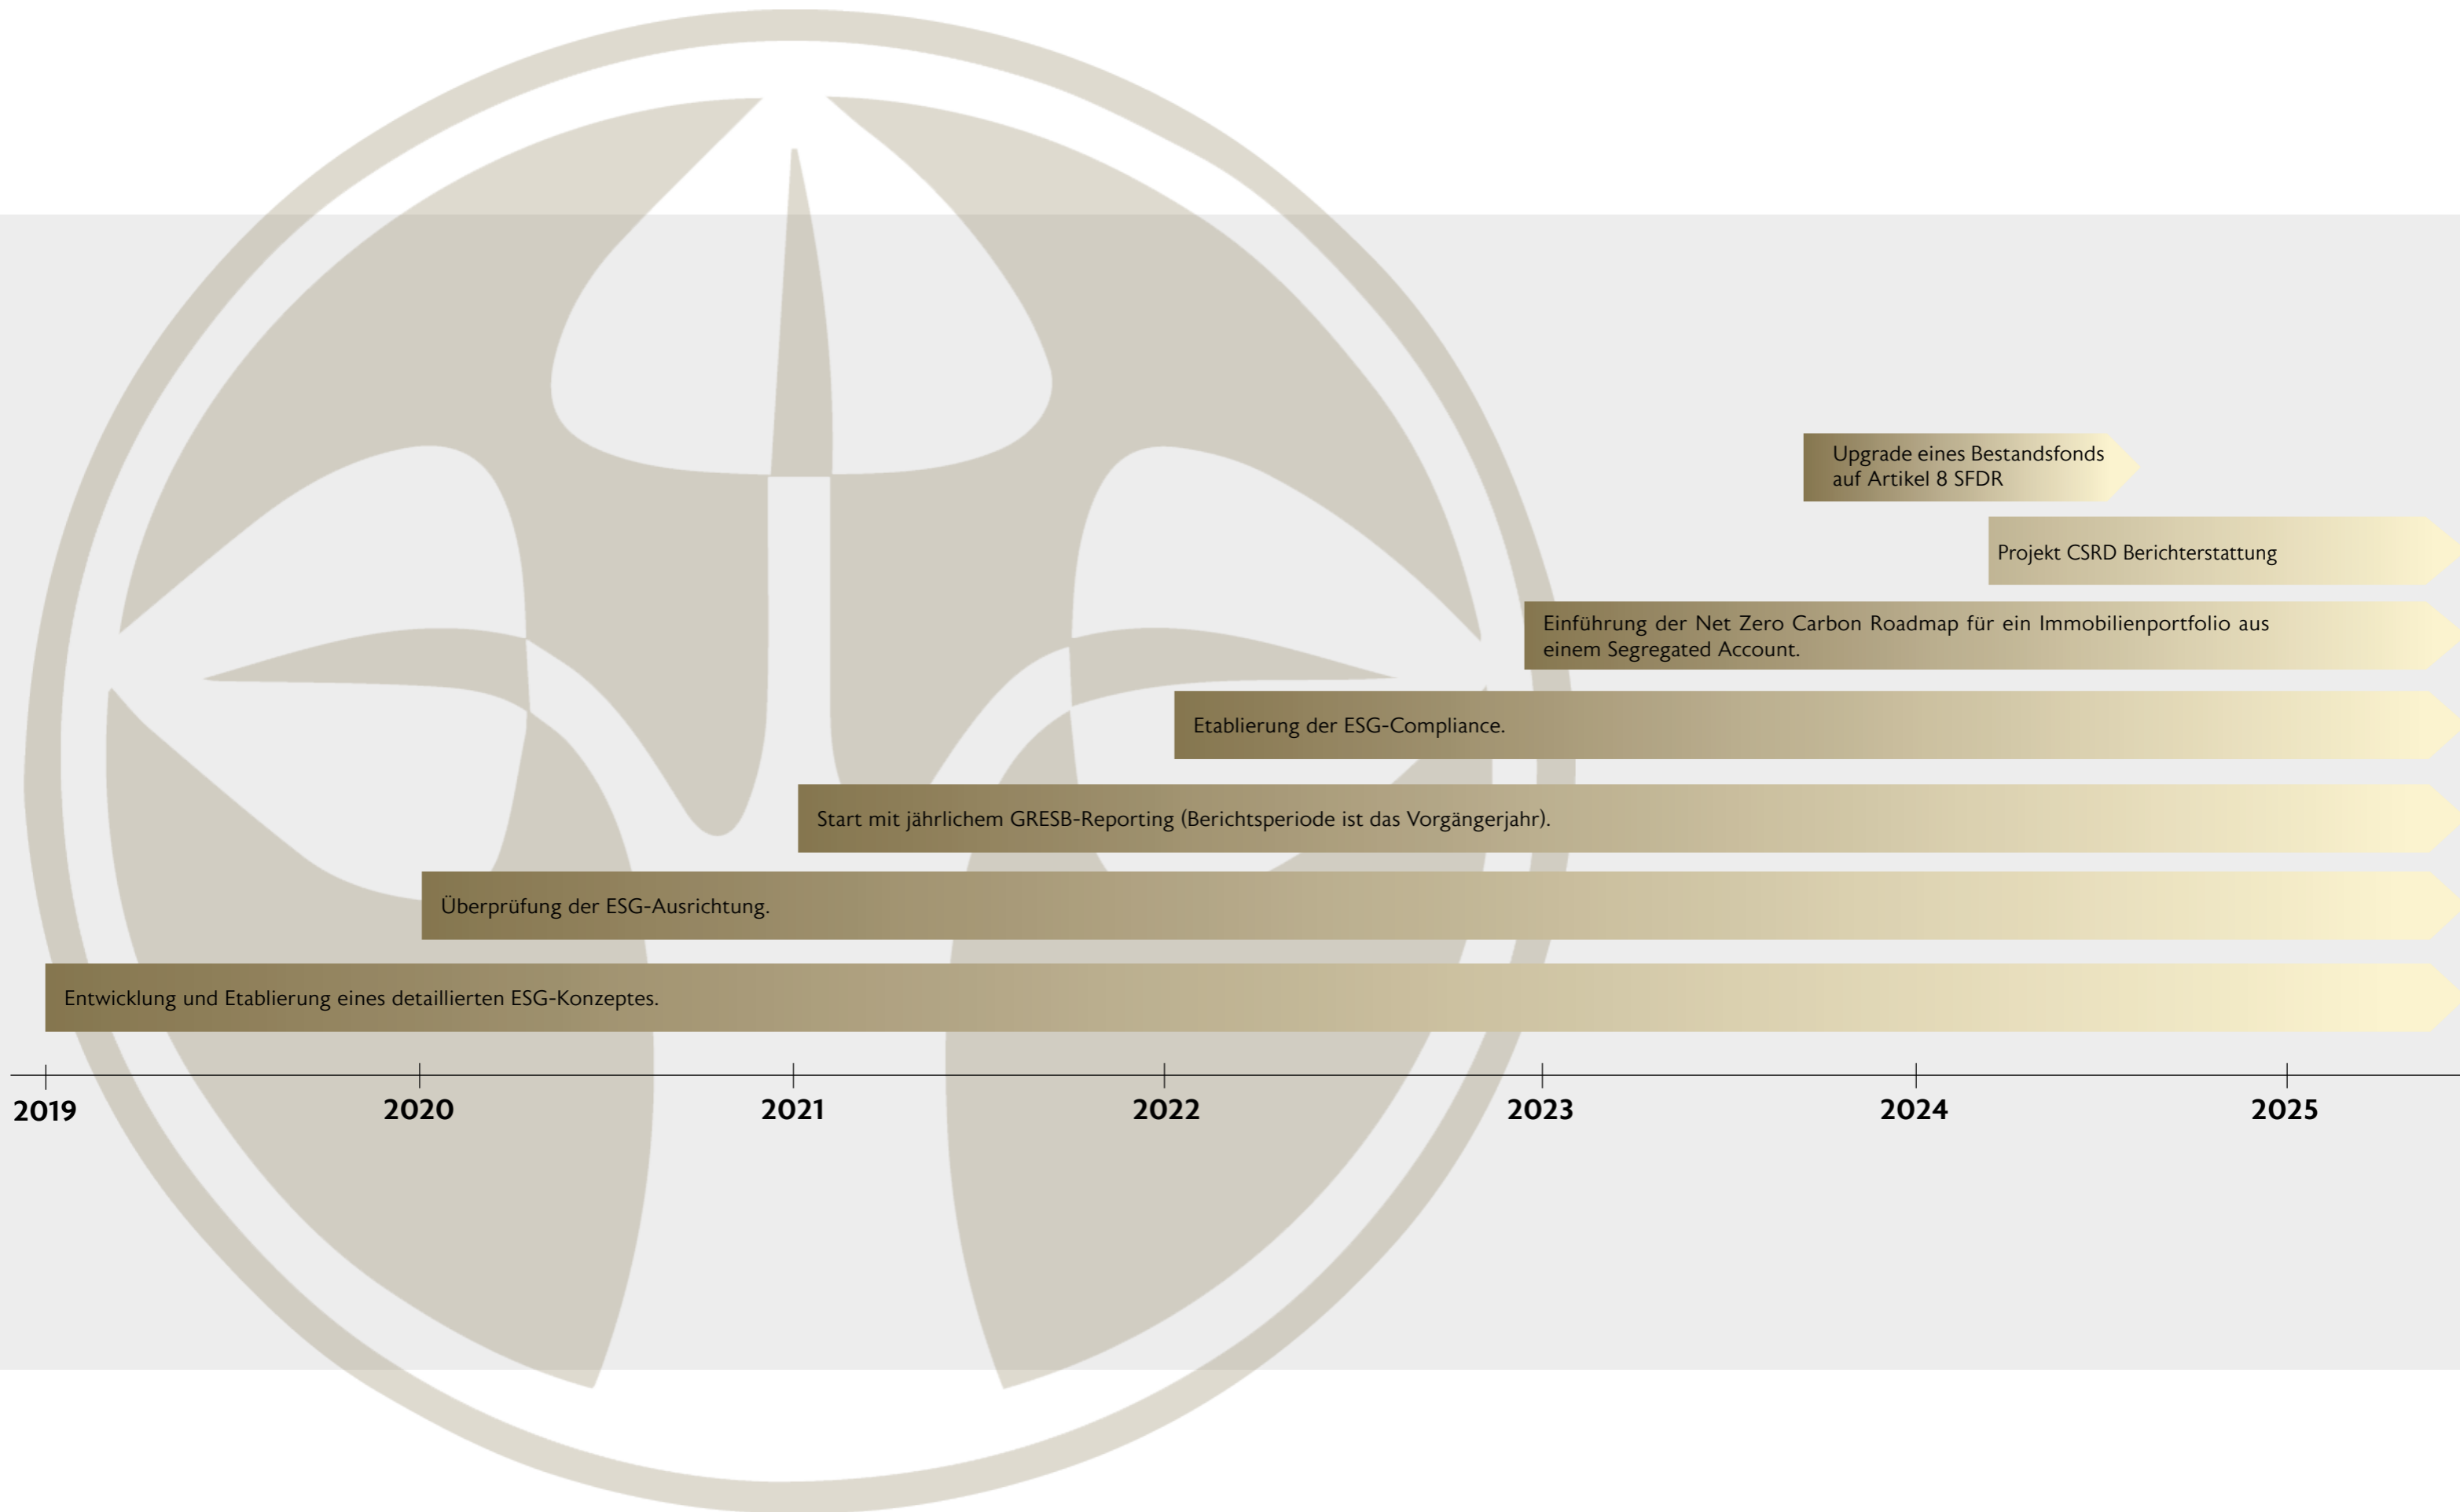 Upgrade eines Bestandsfonds
auf Artikel 8 SFDR
Projekt CSRD Berichterstattung
Einführung der Net Zero Carbon Roadmap für ein Immobilienportfolio aus
einem Segregated Account.
Etablierung der ESG-Compliance.
Start mit jährlichem GRESB-Reporting (Berichtsperiode ist das Vorgängerjahr).
Überprüfung der ESG-Ausrichtung.
Entwicklung und Etablierung eines detaillierten ESG-Konzeptes.
2019 2020 2021 2022 2023 2024 2025